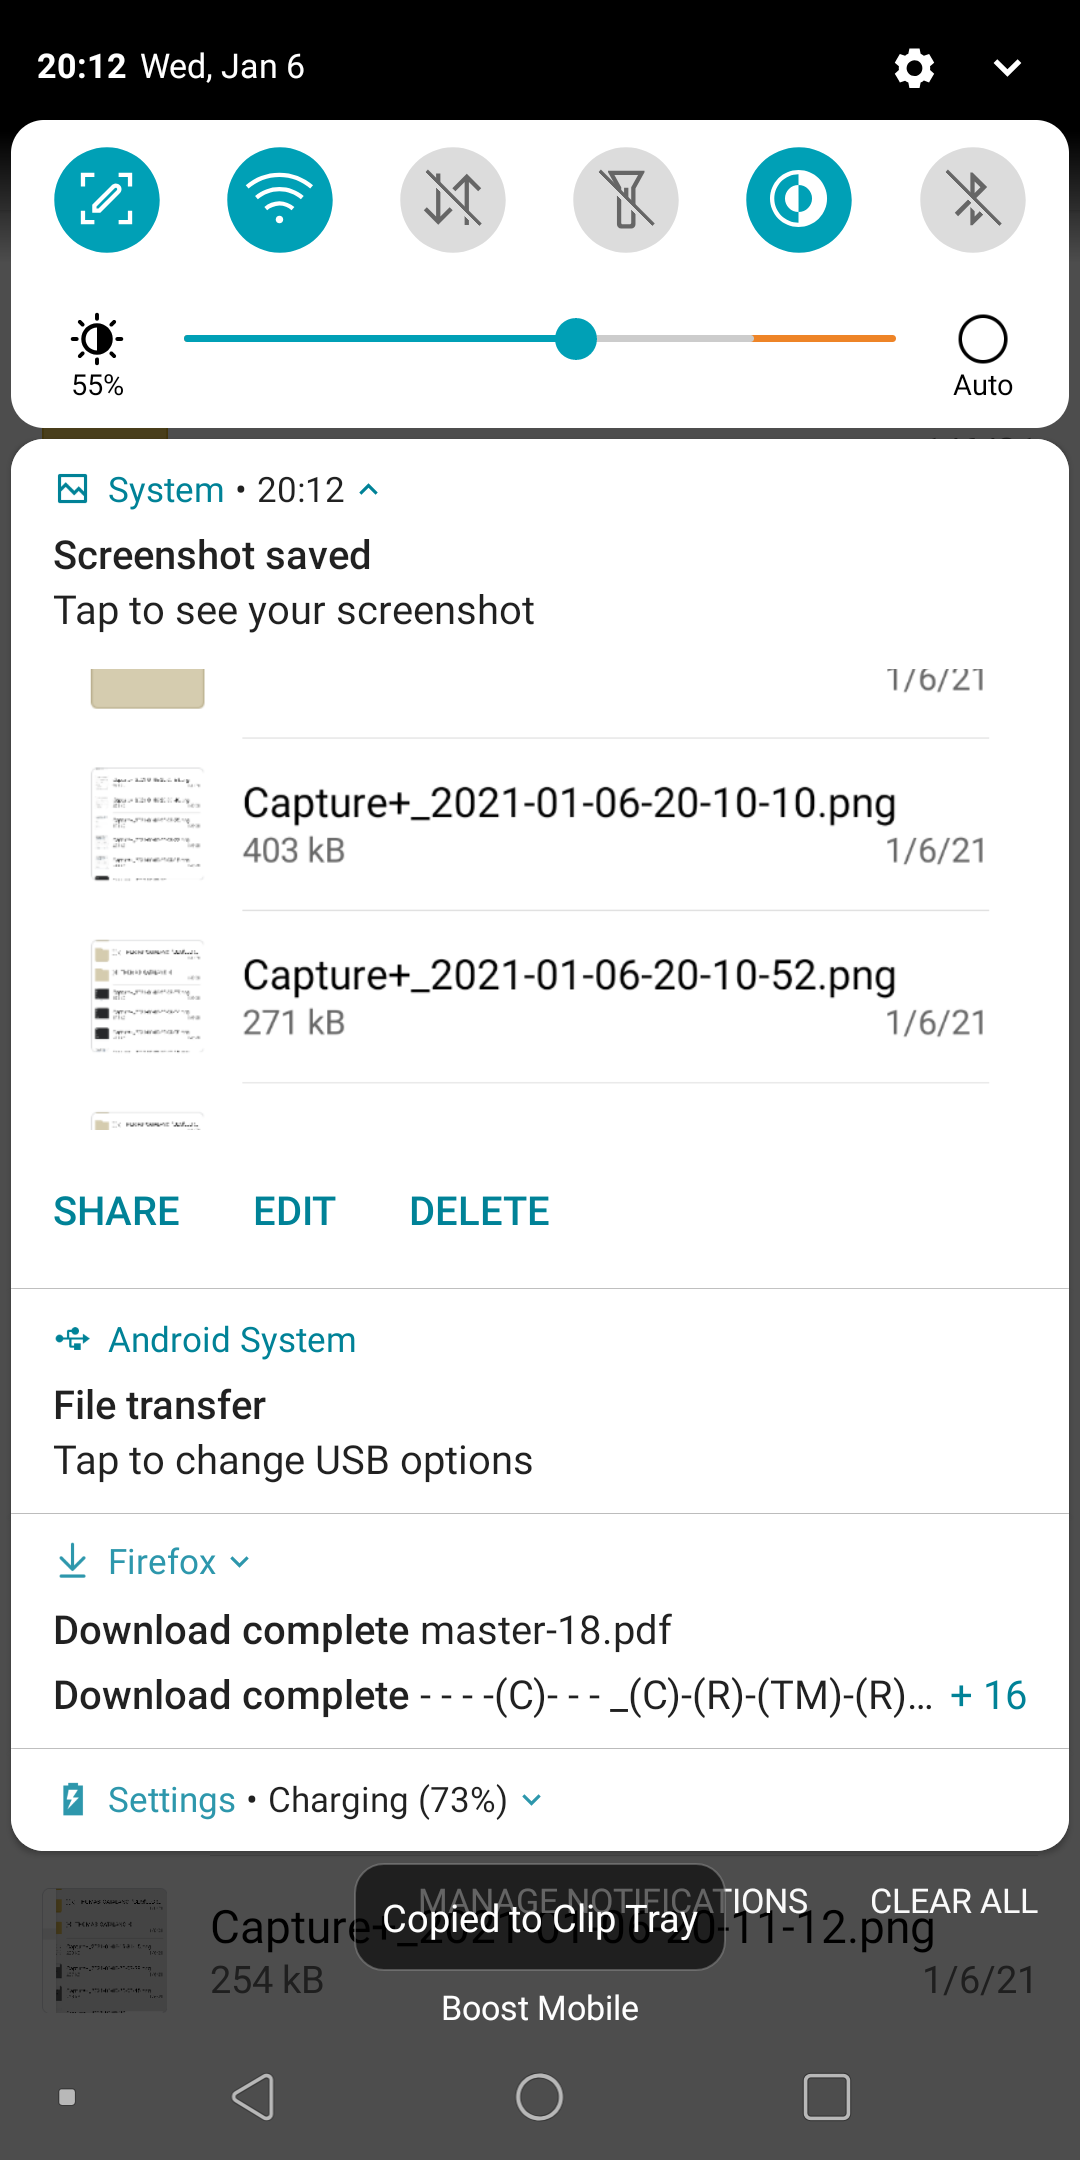 20:12 Wed, Jan 6
55%
Auto
System • 20:12
Screenshot saved
Tap to see your screenshot
1/6/21
Capture+_2021-01-06-20-10-10.png
403 kB 1/6/21
Capture+_2021-01-06-20-10-52.png
271 kB 1/6/21
SHARE EDIT DELETE
Android System
File transfer
Tap to change USB options
Firefox
Download complete master-18.pdf
Download complete - - - -(C)- - - _(C)-(R)-(TM)-(R)… + 16
Settings • Charging (73%)
MANAGE NOTIFICATIONS CLEAR ALL
Copied to Clip Tray
Capture+_2021-01-06-20-11-12.png
254 kB 1/6/21
Boost Mobile